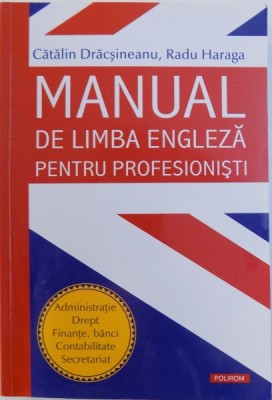 Cătălin Drăcşineanu, Radu Haraga
MANUAL
DE LIMBA ENGLEZĂ
PENTRU PROFESIONIŞTI
Administraţie
Drept
Finanţe, bănci
Contabilitate
Secretariat
POLIROM